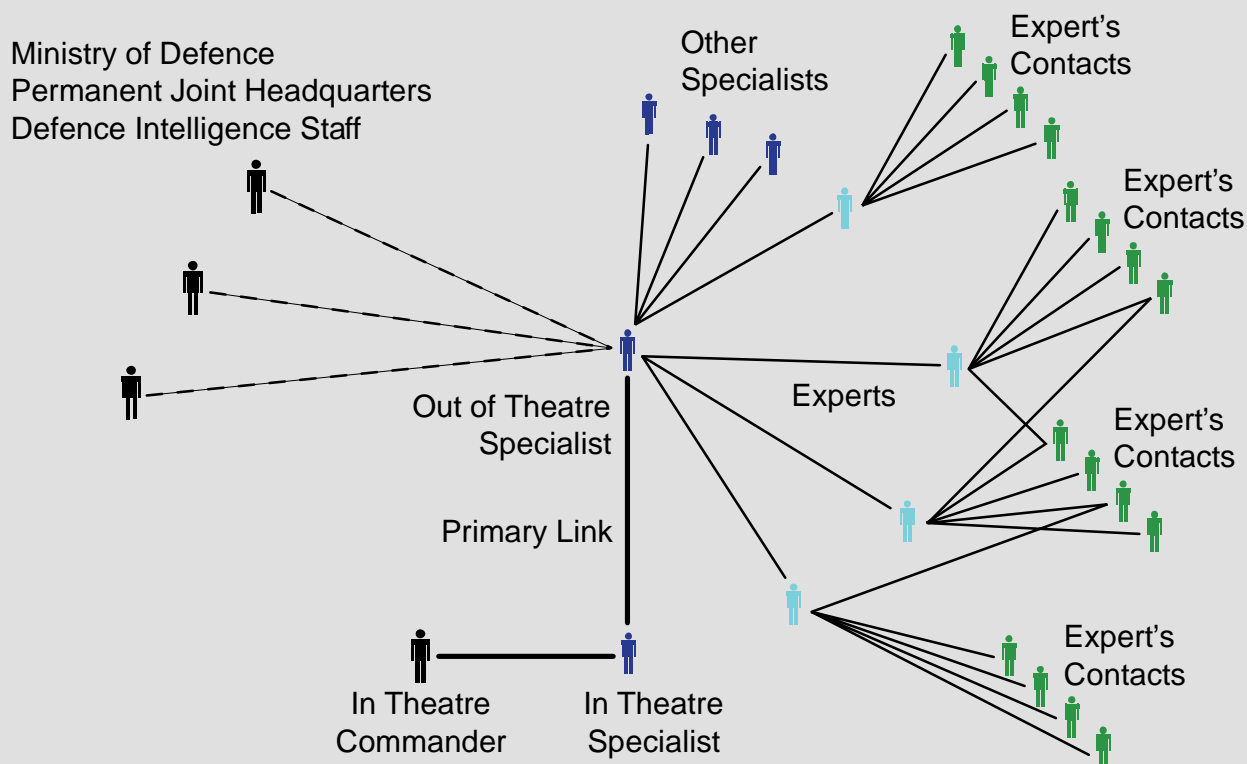 Ministry of Defence
Permanent Joint Headquarters
Defence Intelligence Staff
Other
Specialists
Expert's
Contacts
Expert's
Contacts
Experts
Out of Theatre
Specialist
Expert's
Contacts
Primary Link
Expert's
Contacts
In Theatre
Commander
In Theatre
Specialist